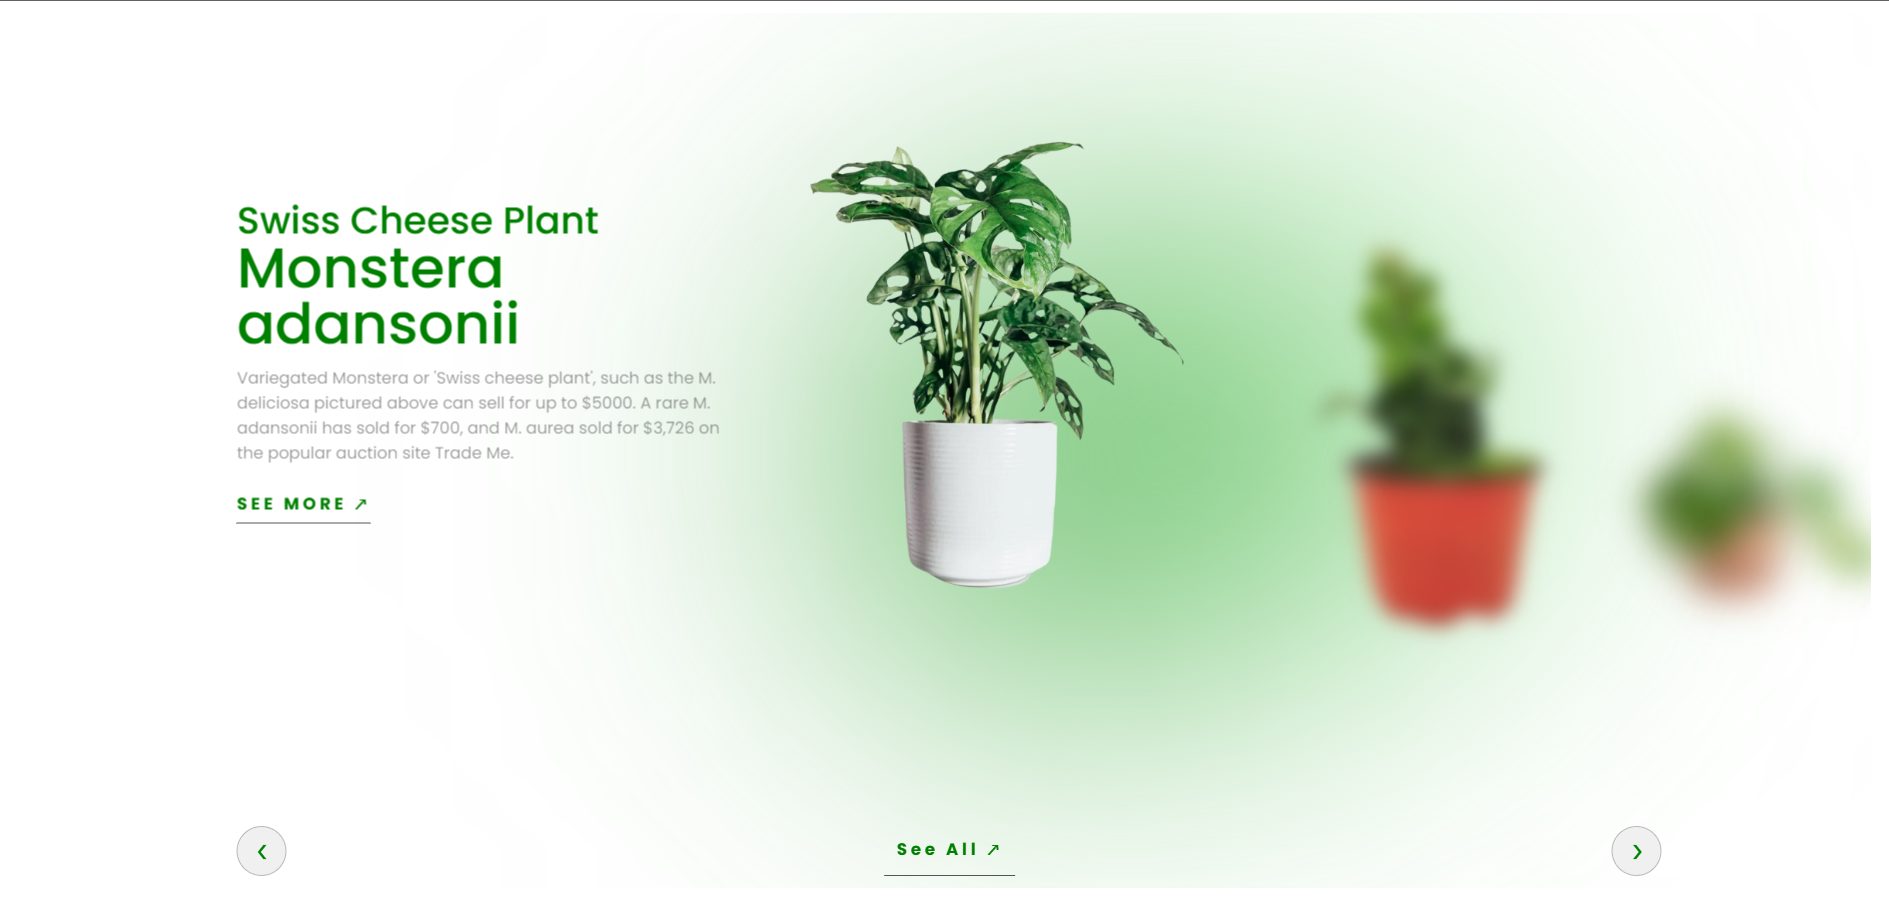 Swiss Cheese Plant
Monstera
adansonii
Variegated Monstera or 'Swiss cheese plant', such as the M.
deliciosa pictured above can sell for up to $5000. A rare M.
adansonii has sold for $700, and M. aurea sold for $3,726 on
the popular auction site Trade Me.
SEE MORE ↗
‹
See All ↗
›